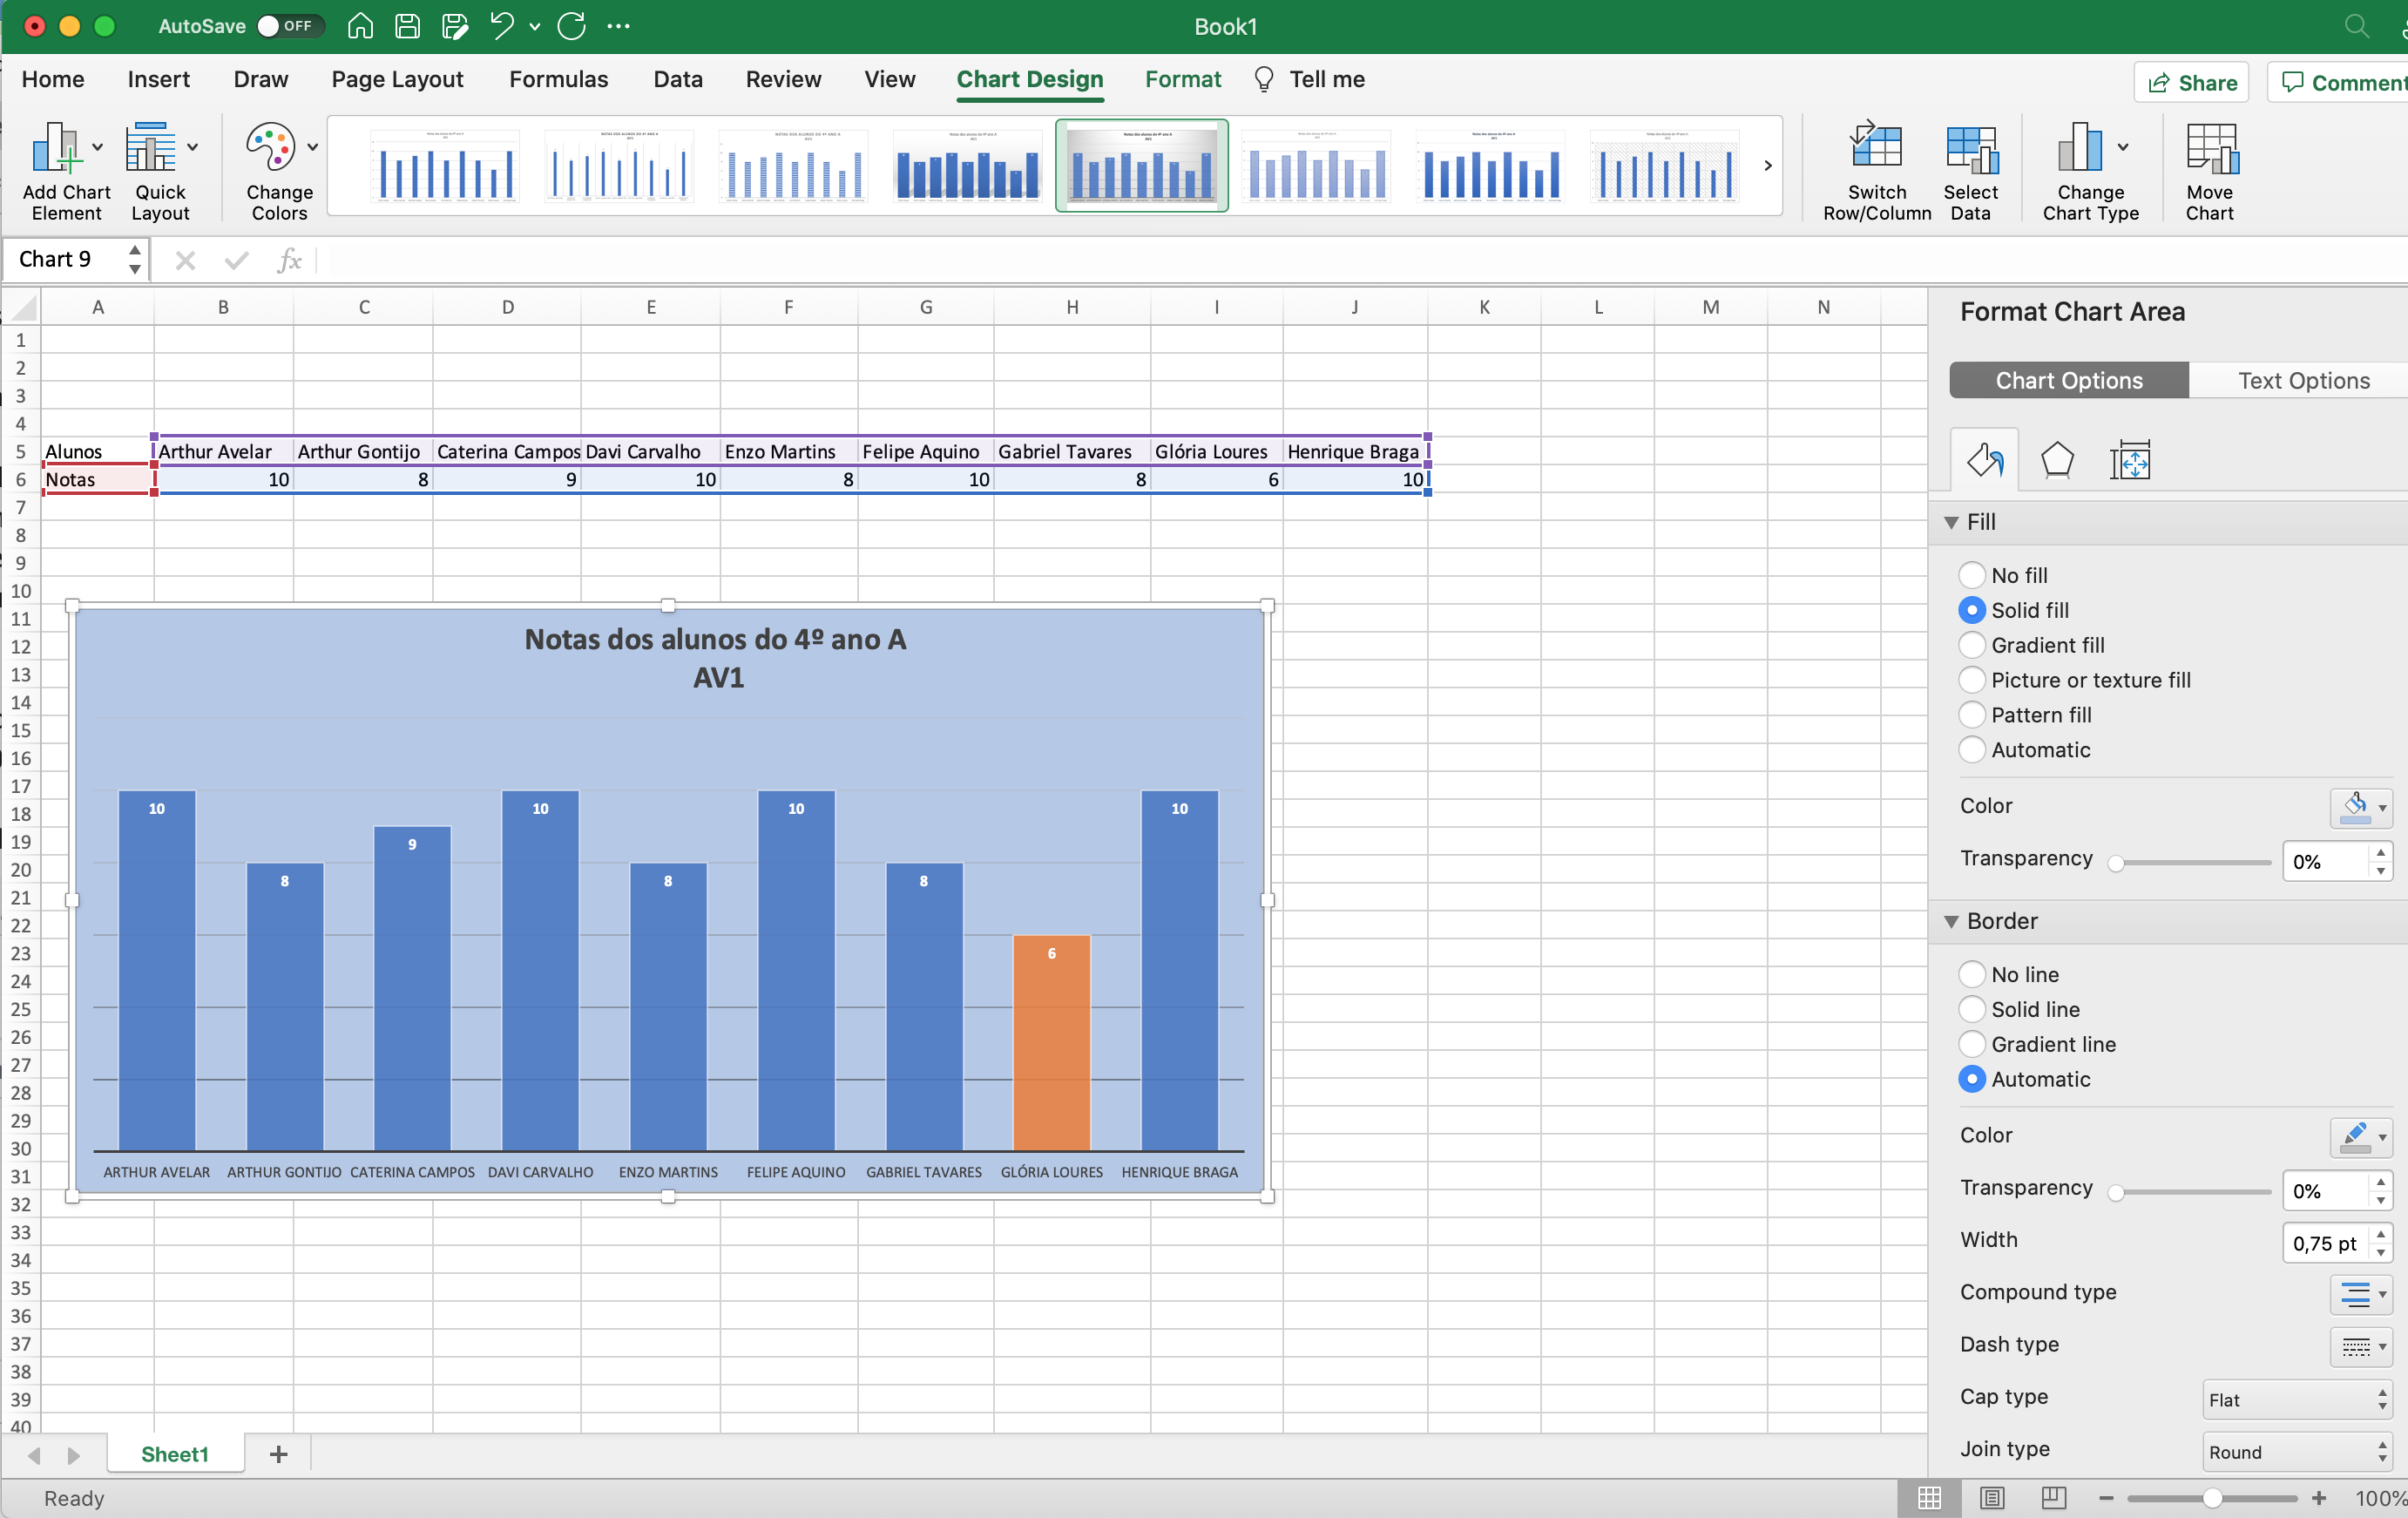 AutoSave OFF Book1
Home Insert Draw Page Layout Formulas Data Review View Chart Design Format Tell me Share Comment
Add Chart Element
Quick Layout
Change Colors
Switch Row/Column
Select Data
Change Chart Type
Move Chart
Chart 9 fx
A B C D E F G H I J K L M N
1
2
3
4
5 Alunos Arthur Avelar Arthur Gontijo Caterina Campos Davi Carvalho Enzo Martins Felipe Aquino Gabriel Tavares Glória Loures Henrique Braga
6 Notas 10 8 9 10 8 10 8 6 10
7
8
9
10
11
12
13
14
15
16
17
18
19
20
21
22
23
24
25
26
27
28
29
30
31
32
33
34
35
36
37
38
39
40
Notas dos alunos do 4º ano A
AV1
10 8 9 10 8 10 8 6 10
ARTHUR AVELAR ARTHUR GONTIJO CATERINA CAMPOS DAVI CARVALHO ENZO MARTINS FELIPE AQUINO GABRIEL TAVARES GLÓRIA LOURES HENRIQUE BRAGA
Format Chart Area
Chart Options Text Options
Fill
No fill
Solid fill
Gradient fill
Picture or texture fill
Pattern fill
Automatic
Color
Transparency 0%
Border
No line
Solid line
Gradient line
Automatic
Color
Transparency 0%
Width 0,75 pt
Compound type
Dash type
Cap type Flat
Join type Round
Sheet1 +
Ready 100%